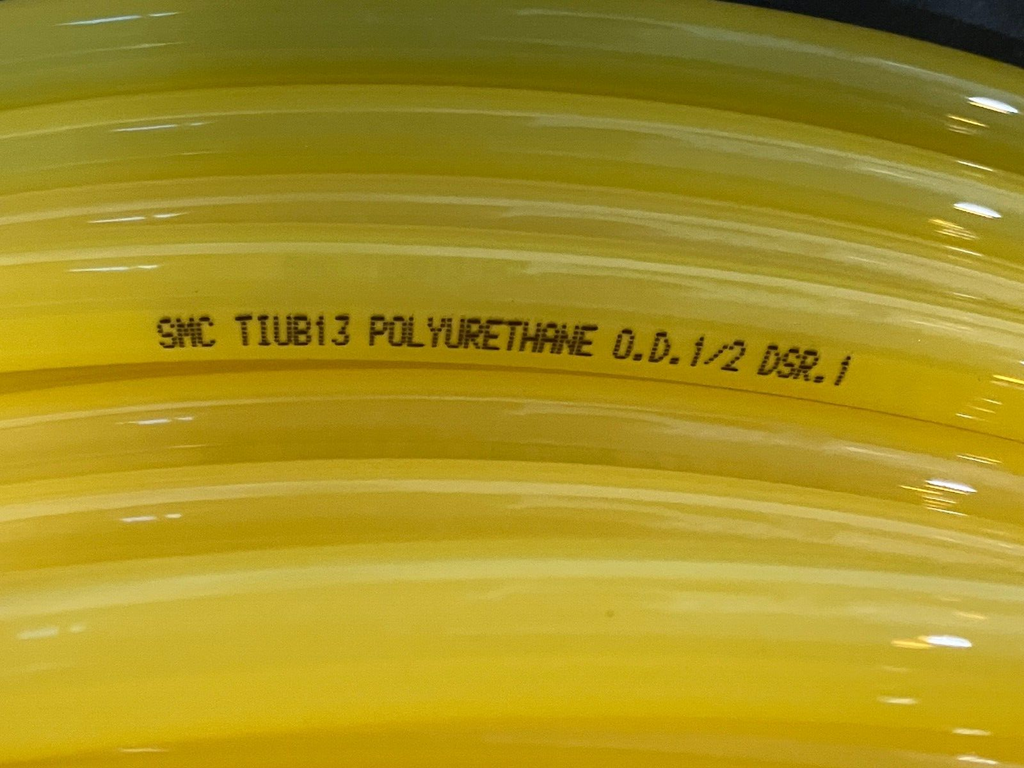 SMC TIUB13 POLYURETHANE O.D.1/2 DSR.1